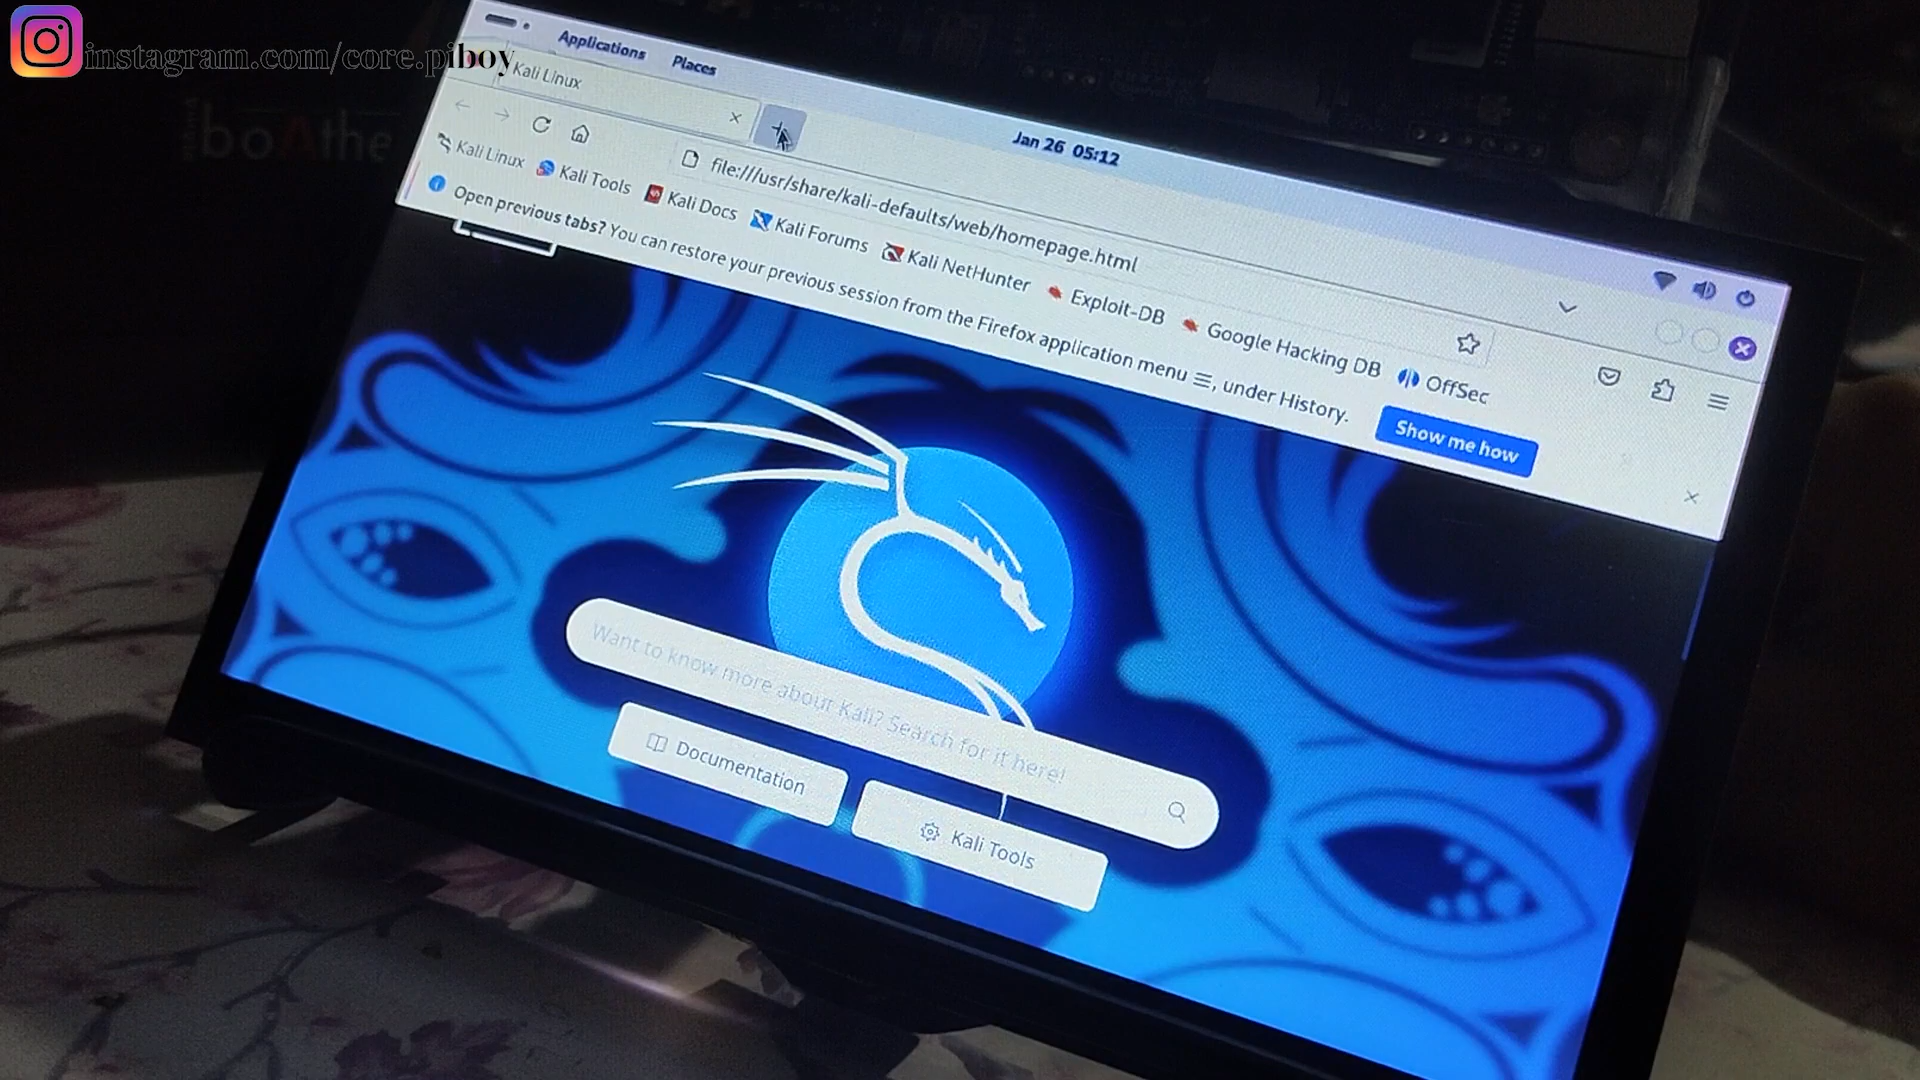 instagram.com/core.piboy
Applications Places
Jan 26 05:12
Kali Linux
file:///usr/share/kali-defaults/web/homepage.html
Kali Linux Kali Tools Kali Docs Kali Forums Kali NetHunter Exploit-DB Google Hacking DB OffSec
Open previous tabs? You can restore your previous session from the Firefox application menu ☰, under History.
Show me how
boAthe
Want to know more about Kali? Search for it here!
Documentation
Kali Tools